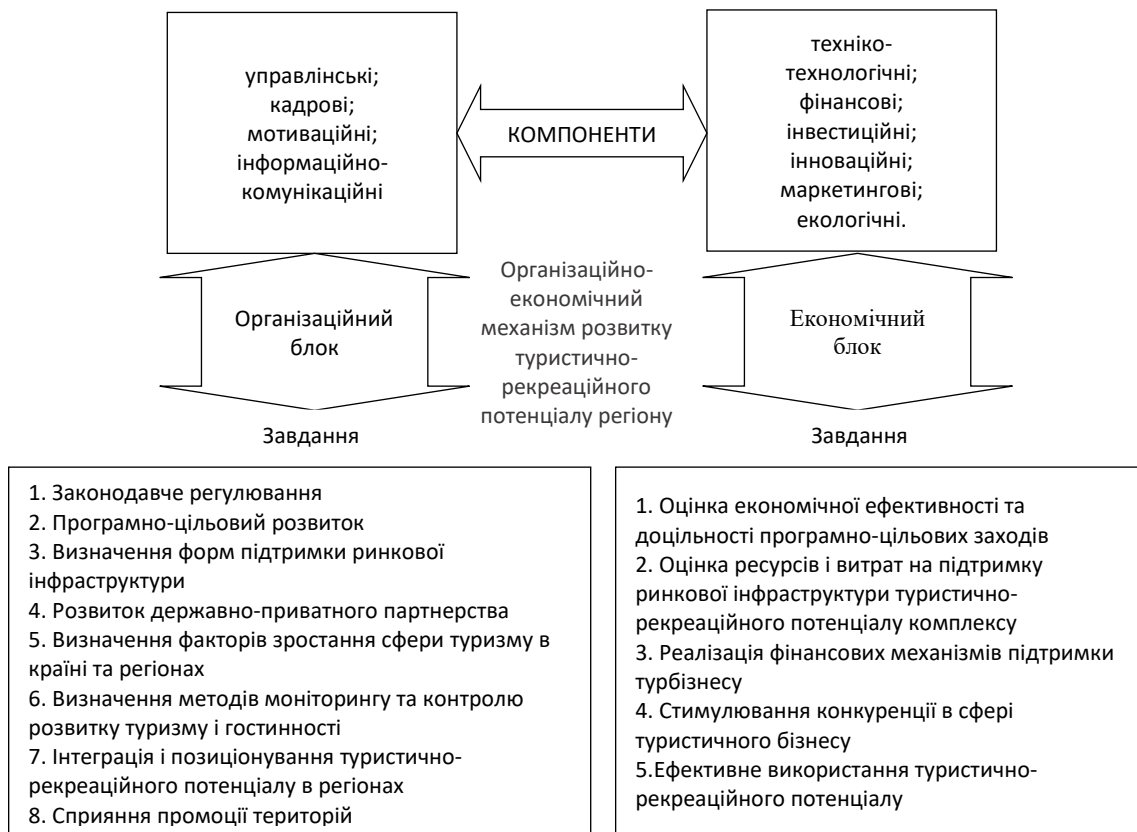 управлінські;
кадрові;
мотиваційні;
інформаційно-
комунікаційні
КОМПОНЕНТИ
техніко-
технологічні;
фінансові;
інвестиційні;
інноваційні;
маркетингові;
екологічні.
Організаційний
блок
Організаційно-
економічний
механізм розвитку
туристично-
рекреаційного
потенціалу регіону
Економічний
блок
Завдання
Завдання
1. Законодавче регулювання
2. Програмно-цільовий розвиток
3. Визначення форм підтримки ринкової
інфраструктури
4. Розвиток державно-приватного партнерства
5. Визначення факторів зростання сфери туризму в
країні та регіонах
6. Визначення методів моніторингу та контролю
розвитку туризму і гостинності
7. Інтеграція і позиціонування туристично-
рекреаційного потенціалу в регіонах
8. Сприяння промоції територій
1. Оцінка економічної ефективності та
доцільності програмно-цільових заходів
2. Оцінка ресурсів і витрат на підтримку
ринкової інфраструктури туристично-
рекреаційного потенціалу комплексу
3. Реалізація фінансових механізмів підтримки
турбізнесу
4. Стимулювання конкуренції в сфері
туристичного бізнесу
5.Ефективне використання туристично-
рекреаційного потенціалу